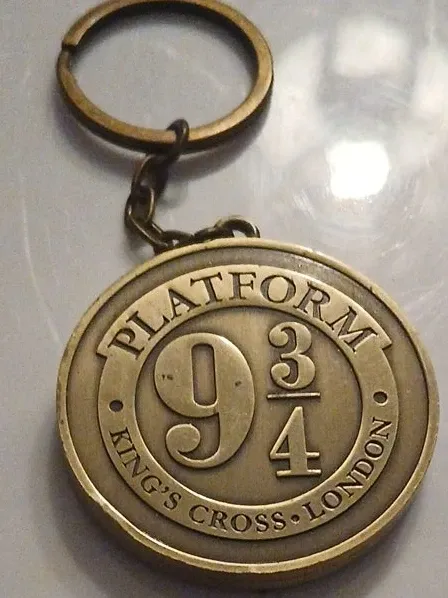 PLATFORM
9 3/4
KING'S CROSS • LONDON